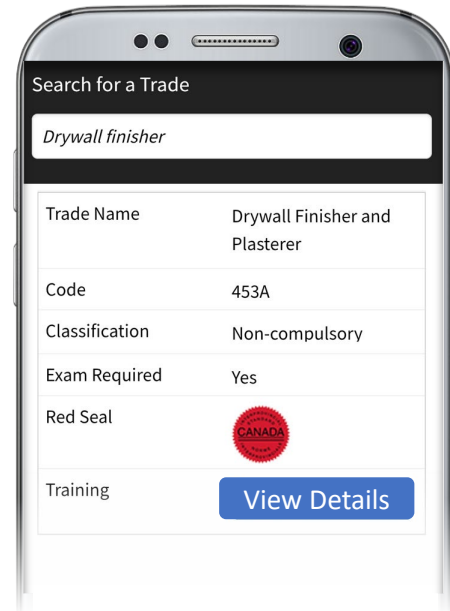 Search for a Trade
Drywall finisher
Trade Name
Drywall Finisher and
Plasterer
Code
453A
Classification
Non-compulsory
Exam Required
Yes
Red Seal
CANADA
Training
View Details